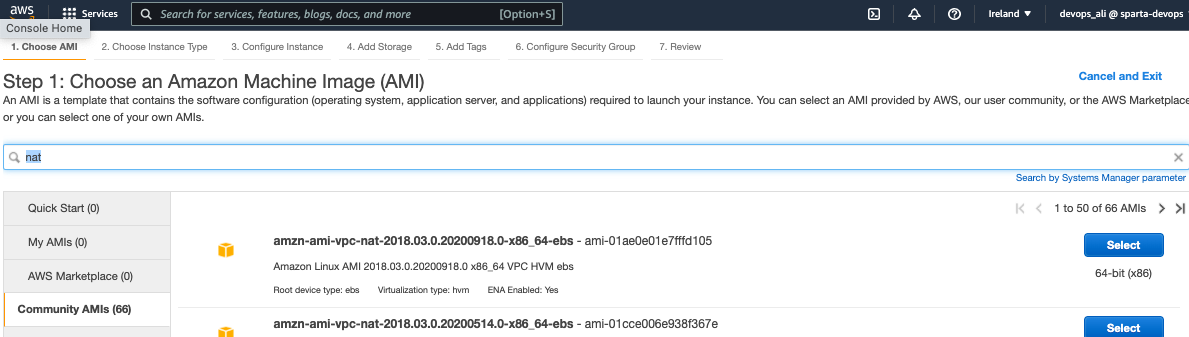 aws
Services
Search for services, features, blogs, docs, and more
[Option+S]
Ireland
devops_ali @ sparta-devops
Console Home
1. Choose AMI
2. Choose Instance Type
3. Configure Instance
4. Add Storage
5. Add Tags
6. Configure Security Group
7. Review
Step 1: Choose an Amazon Machine Image (AMI)
Cancel and Exit
An AMI is a template that contains the software configuration (operating system, application server, and applications) required to launch your instance. You can select an AMI provided by AWS, our user community, or the AWS Marketplace
or you can select one of your own AMIs.
nat
Search by Systems Manager parameter
Quick Start (0)
My AMIs (0)
AWS Marketplace (0)
Community AMIs (66)
1 to 50 of 66 AMIs
amzn-ami-vpc-nat-2018.03.0.20200918.0-x86_64-ebs - ami-01ae0e01e7fffd105
Select
Amazon Linux AMI 2018.03.0.20200918.0 x86_64 VPC HVM ebs
64-bit (x86)
Root device type: ebs
Virtualization type: hvm
ENA Enabled: Yes
amzn-ami-vpc-nat-2018.03.0.20200514.0-x86_64-ebs - ami-01cce006e938f367e
Select